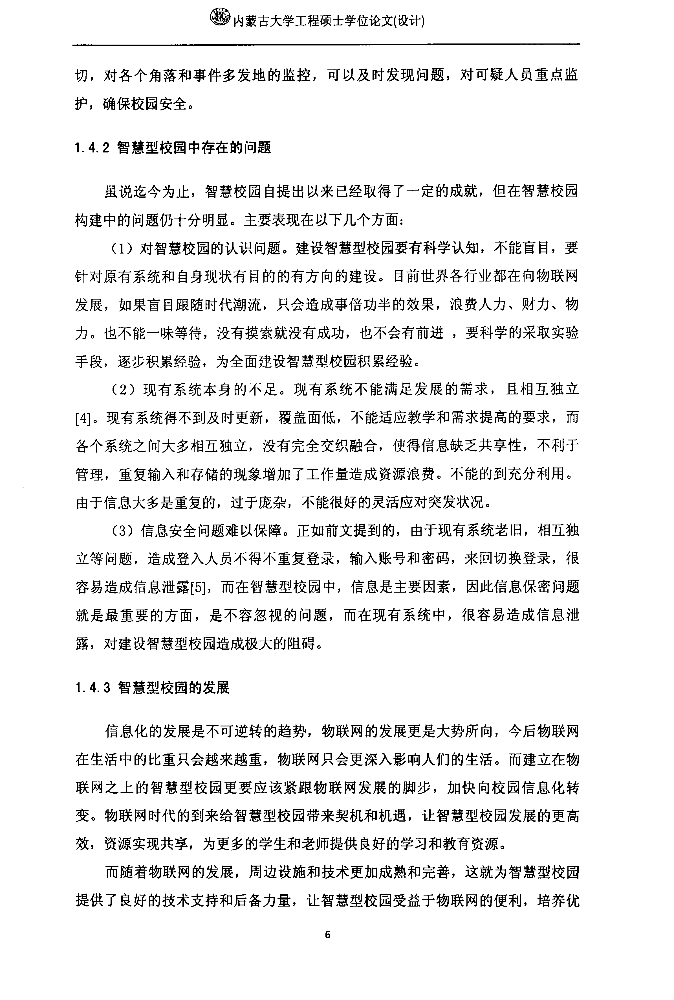 内蒙古大学工程硕士学位论文(设计)
切，对各个角落和事件多发地的监控，可以及时发现问题，对可疑人员重点监
护，确保校园安全。
1.4.2 智慧型校园中存在的问题
虽说迄今为止，智慧校园自提出以来已经取得了一定的成就，但在智慧校园
构建中的问题仍十分明显。主要表现在以下几个方面：
（1）对智慧校园的认识问题。建设智慧型校园要有科学认知，不能盲目，要
针对原有系统和自身现状有目的的有方向的建设。目前世界各行业都在向物联网
发展，如果盲目跟随时代潮流，只会造成事倍功半的效果，浪费人力、财力、物
力。也不能一味等待，没有摸索就没有成功，也不会有前进 ，要科学的采取实验
手段，逐步积累经验，为全面建设智慧型校园积累经验。
（2）现有系统本身的不足。现有系统不能满足发展的需求，且相互独立
[4]。现有系统得不到及时更新，覆盖面低，不能适应教学和需求提高的要求，而
各个系统之间大多相互独立，没有完全交织融合，使得信息缺乏共享性，不利于
管理，重复输入和存储的现象增加了工作量造成资源浪费。不能的到充分利用。
由于信息大多是重复的，过于庞杂，不能很好的灵活应对突发状况。
（3）信息安全问题难以保障。正如前文提到的，由于现有系统老旧，相互独
立等问题，造成登入人员不得不重复登录，输入账号和密码，来回切换登录，很
容易造成信息泄露[5]，而在智慧型校园中，信息是主要因素，因此信息保密问题
就是最重要的方面，是不容忽视的问题，而在现有系统中，很容易造成信息泄
露，对建设智慧型校园造成极大的阻碍。
1.4.3 智慧型校园的发展
信息化的发展是不可逆转的趋势，物联网的发展更是大势所向，今后物联网
在生活中的比重只会越来越重，物联网只会更深入影响人们的生活。而建立在物
联网之上的智慧型校园更要应该紧跟物联网发展的脚步，加快向校园信息化转
变。物联网时代的到来给智慧型校园带来契机和机遇，让智慧型校园发展的更高
效，资源实现共享，为更多的学生和老师提供良好的学习和教育资源。
而随着物联网的发展，周边设施和技术更加成熟和完善，这就为智慧型校园
提供了良好的技术支持和后备力量，让智慧型校园受益于物联网的便利，培养优
6